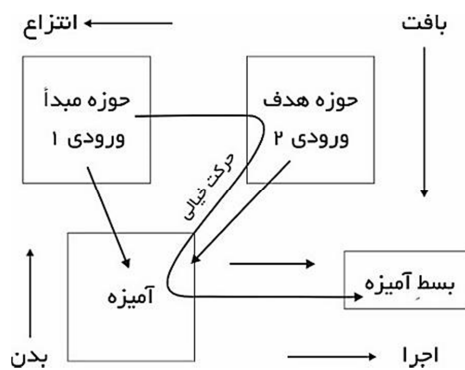 بافت
انتزاع
حوزه هدف
ورودی ۲
حوزه مبدأ
ورودی ۱
حرکت خیالی
آمیزه
بسطِ آمیزه
اجرا
بدن